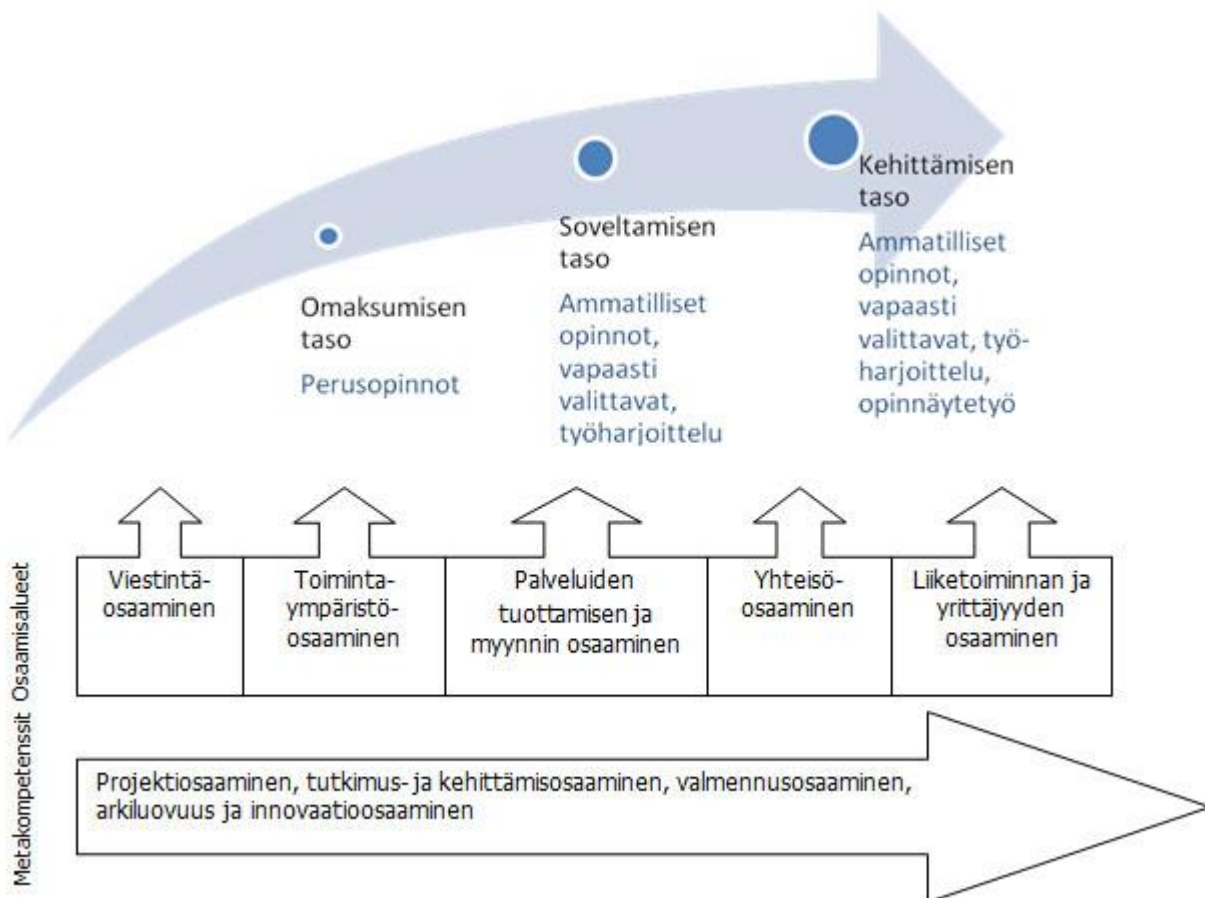 Omaksumisen
taso
Perusopinnot
Soveltamisen
taso
Ammatilliset
opinnot,
vapaasti
valittavat,
työharjoittelu
Kehittämisen
taso
Ammatilliset
opinnot,
vapaasti
valittavat, työ-
harjoittelu,
opinnäytetyö
Osaamisalueet
Viestintä-
osaaminen
Toiminta-
ympäristö-
osaaminen
Palveluiden
tuottamisen ja
myynnin osaaminen
Yhteisö-
osaaminen
Liiketoiminnan ja
yrittäjyyden
osaaminen
Metakompetenssit
Projektiosaaminen, tutkimus- ja kehittämisosaaminen, valmennusosaaminen,
arkiluovuus ja innovaatioosaaminen